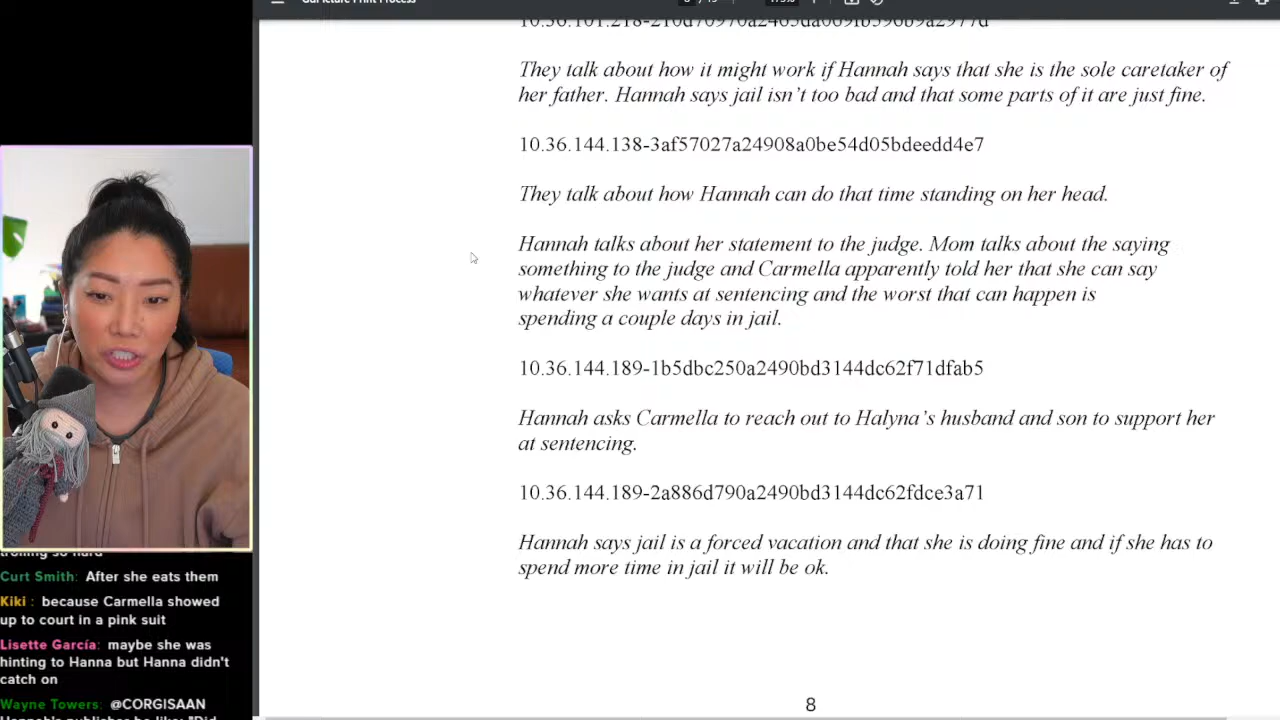 They talk about how it might work if Hannah says that she is the sole caretaker of
her father. Hannah says jail isn’t too bad and that some parts of it are just fine.
10.36.144.138-3af57027a24908a0be54d05bdeedd4e7
They talk about how Hannah can do that time standing on her head.
Hannah talks about her statement to the judge. Mom talks about the saying
something to the judge and Carmella apparently told her that she can say
whatever she wants at sentencing and the worst that can happen is
spending a couple days in jail.
10.36.144.189-1b5dbc250a2490bd3144dc62f71dfab5
Hannah asks Carmella to reach out to Halyna’s husband and son to support her
at sentencing.
10.36.144.189-2a886d790a2490bd3144dc62fdce3a71
Hannah says jail is a forced vacation and that she is doing fine and if she has to
spend more time in jail it will be ok.
8
trolling so hard
Curt Smith: After she eats them
Kiki : because Carmella showed
up to court in a pink suit
Lisette García: maybe she was
hinting to Hanna but Hanna didn't
catch on
Wayne Towers: @CORGISAAN
Hannah's publisher be like: "Did